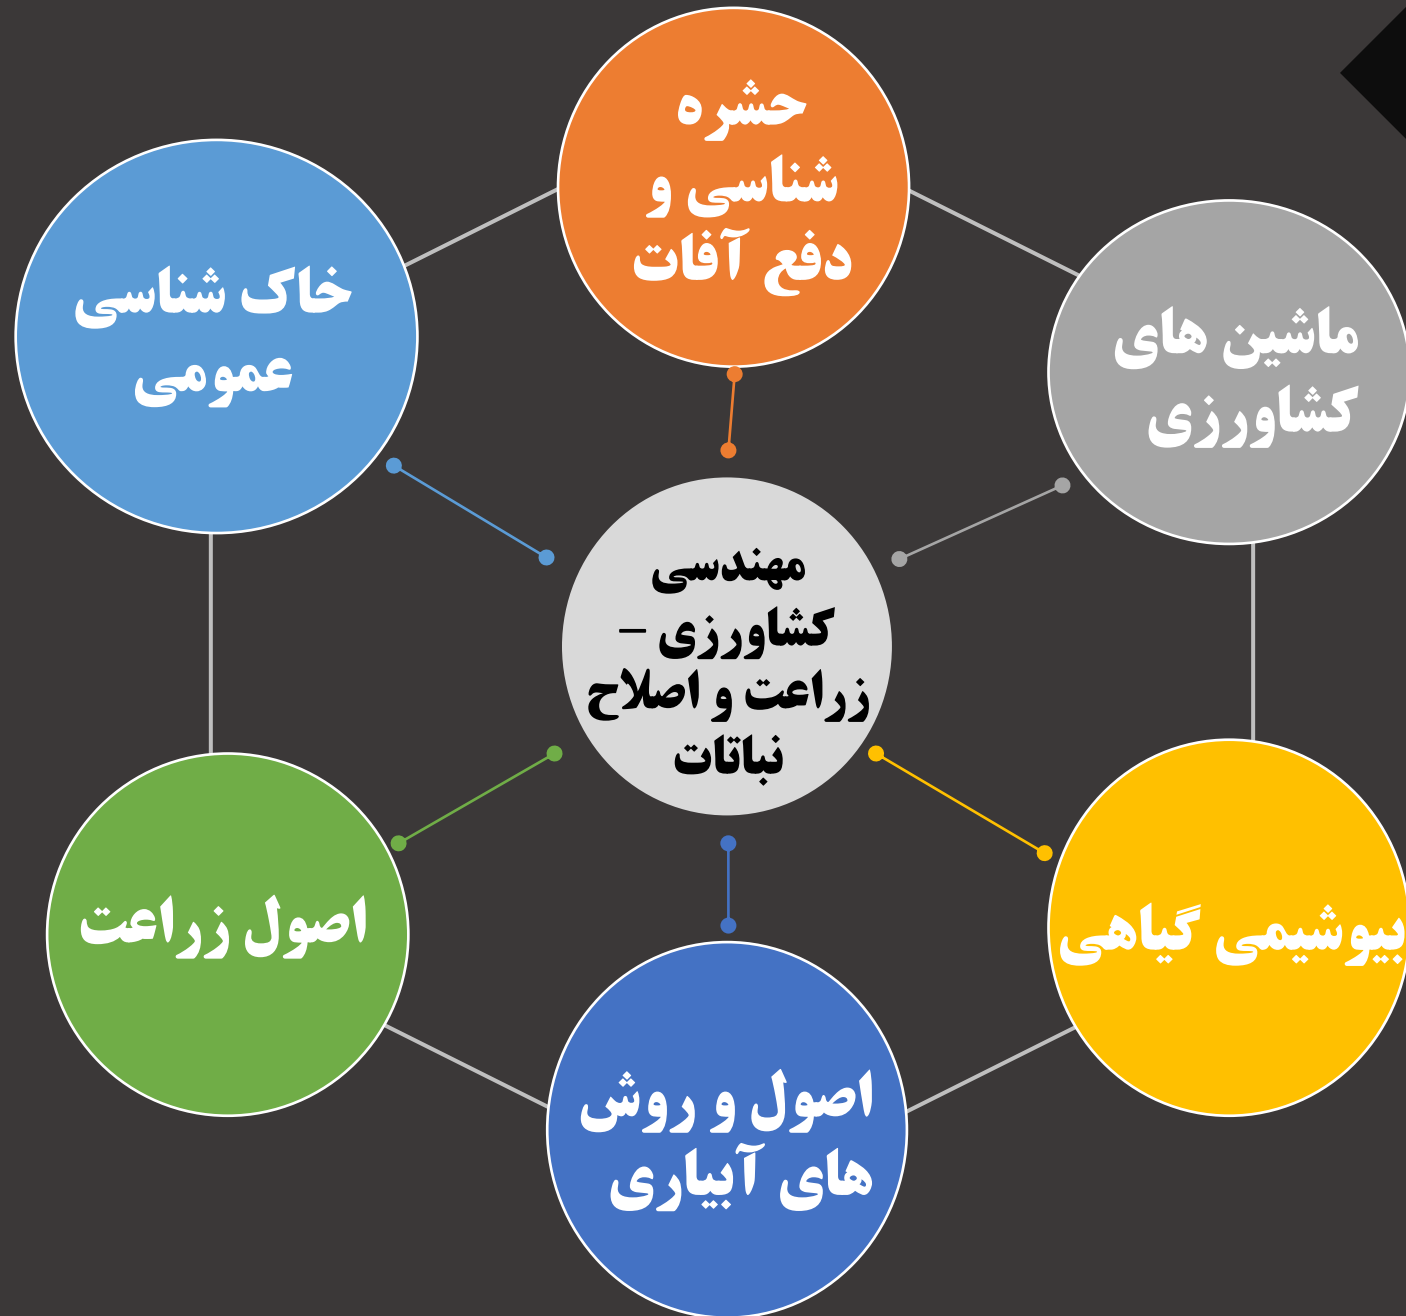 حشره
شناسی و
دفع آفات
ماشین های
کشاورزی
خاک شناسی
عمومی
مهندسی
کشاورزی –
زراعت و اصلاح
نباتات
بیوشیمی گیاهی
اصول زراعت
اصول و روش
های آبیاری